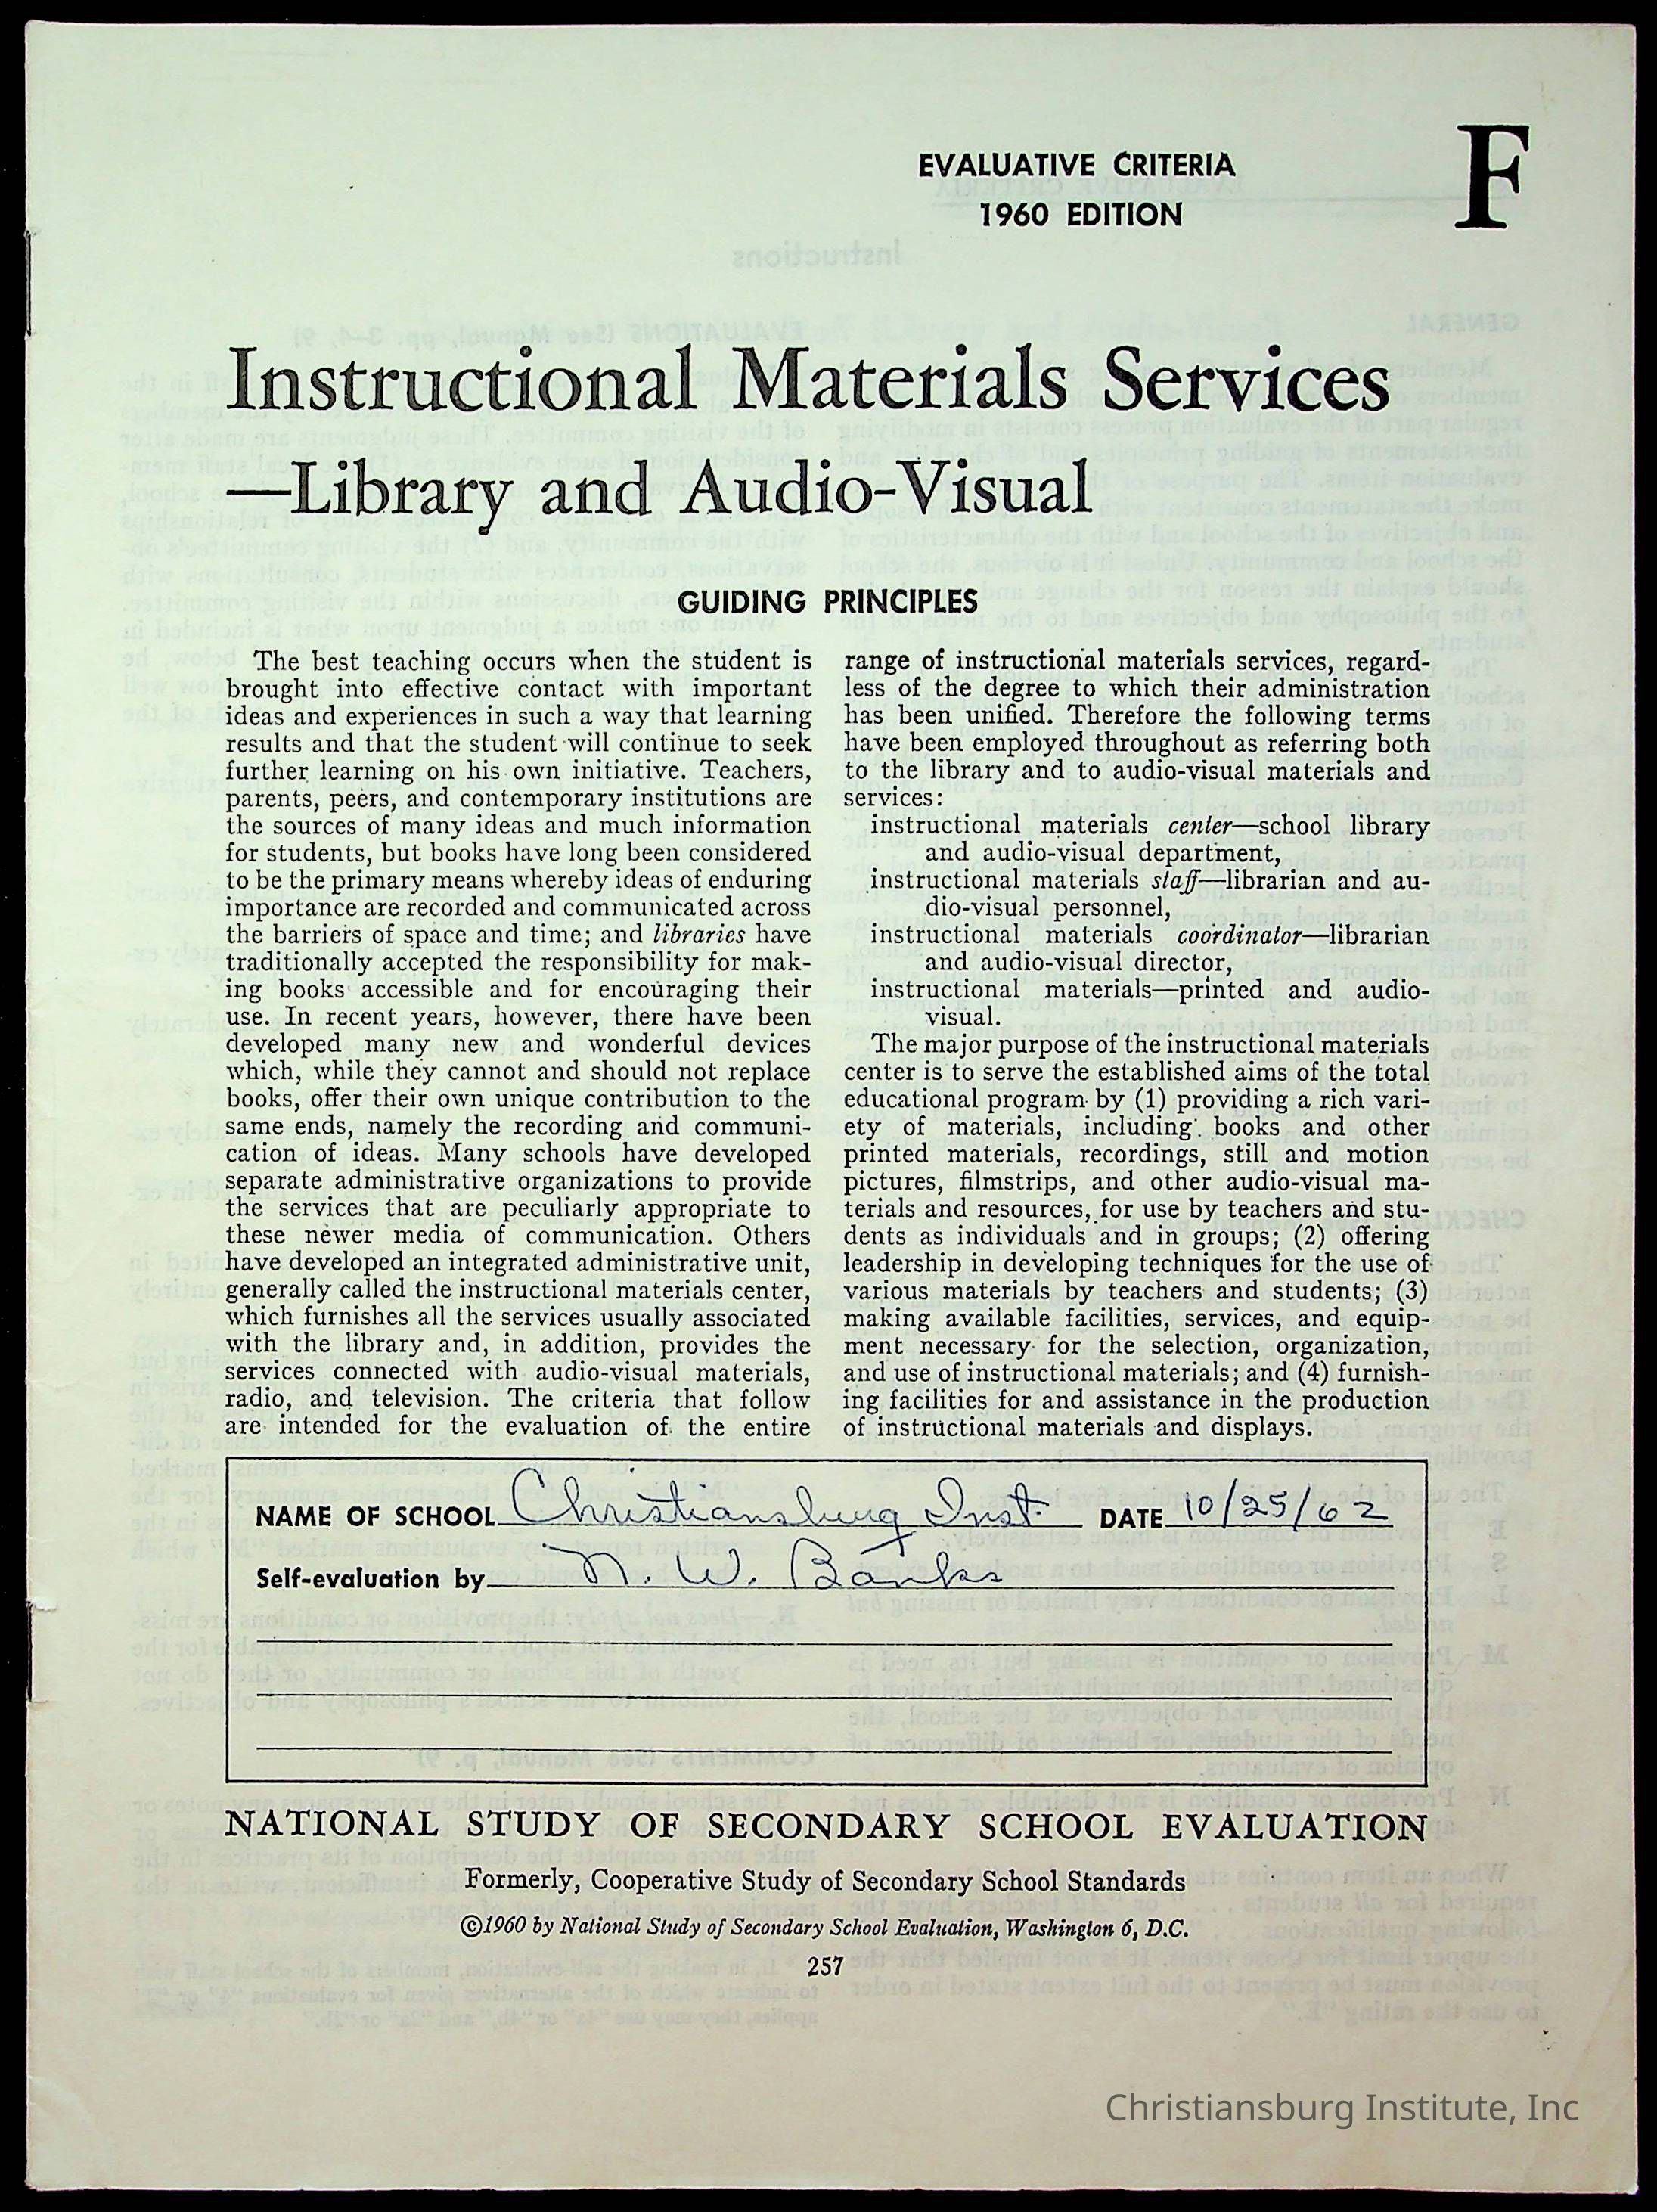 EVALUATIVE CRITERIA
1960 EDITION
F
Instructional Materials Services
—Library and Audio-Visual
GUIDING PRINCIPLES
The best teaching occurs when the student is
brought into effective contact with important
ideas and experiences in such a way that learning
results and that the student will continue to seek
further learning on his own initiative. Teachers,
parents, peers, and contemporary institutions are
the sources of many ideas and much information
for students, but books have long been considered
to be the primary means whereby ideas of enduring
importance are recorded and communicated across
the barriers of space and time; and libraries have
traditionally accepted the responsibility for mak-
ing books accessible and for encouraging their
use. In recent years, however, there have been
developed many new and wonderful devices
which, while they cannot and should not replace
books, offer their own unique contribution to the
same ends, namely the recording and communi-
cation of ideas. Many schools have developed
separate administrative organizations to provide
the services that are peculiarly appropriate to
these newer media of communication. Others
have developed an integrated administrative unit,
generally called the instructional materials center,
which furnishes all the services usually associated
with the library and, in addition, provides the
services connected with audio-visual materials,
radio, and television. The criteria that follow
are intended for the evaluation of the entire
range of instructional materials services, regard-
less of the degree to which their administration
has been unified. Therefore the following terms
have been employed throughout as referring both
to the library and to audio-visual materials and
services:
instructional materials center—school library
and audio-visual department,
instructional materials staff—librarian and au-
dio-visual personnel,
instructional materials coordinator—librarian
and audio-visual director,
instructional materials—printed and audio-
visual.
The major purpose of the instructional materials
center is to serve the established aims of the total
educational program by (1) providing a rich vari-
ety of materials, including books and other
printed materials, recordings, still and motion
pictures, filmstrips, and other audio-visual ma-
terials and resources, for use by teachers and stu-
dents as individuals and in groups; (2) offering
leadership in developing techniques for the use of
various materials by teachers and students; (3)
making available facilities, services, and equip-
ment necessary for the selection, organization,
and use of instructional materials; and (4) furnish-
ing facilities for and assistance in the production
of instructional materials and displays.
NAME OF SCHOOL Christiansburg Inst. DATE 10/25/62
Self-evaluation by N. W. Banks
NATIONAL STUDY OF SECONDARY SCHOOL EVALUATION
Formerly, Cooperative Study of Secondary School Standards
©1960 by National Study of Secondary School Evaluation, Washington 6, D.C.
257
Christiansburg Institute, Inc